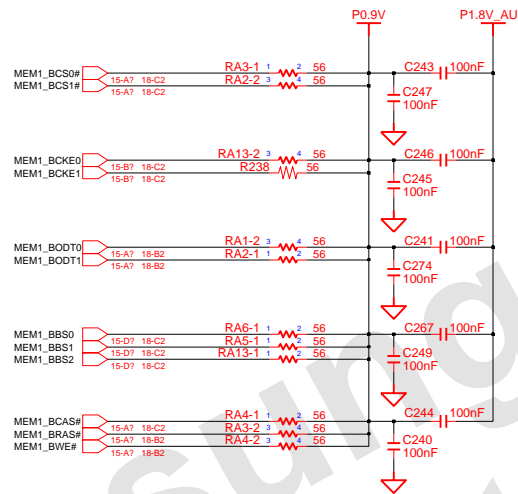 P0.9V P1.8V_AU
MEM1_BCS0# RA3-1 1 2 56 C243 100nF
15-A? 18-C2
MEM1_BCS1# RA2-2 3 4 56 C247
15-A? 18-C2 100nF
MEM1_BCKE0 RA13-2 3 4 56 C246 100nF
15-B? 18-C2
MEM1_BCKE1 R238 56 C245
15-B? 18-C2 100nF
MEM1_BODT0 RA1-2 3 4 56 C241 100nF
15-A? 18-B2
MEM1_BODT1 RA2-1 1 2 56 C274
15-A? 18-B2 100nF
MEM1_BBS0 RA6-1 1 2 56 C267 100nF
15-D? 18-C2
MEM1_BBS1 RA5-1 1 2 56 C249
15-D? 18-C2 100nF
MEM1_BBS2 RA13-1 1 2 56
15-D? 18-C2
MEM1_BCAS# RA4-1 1 2 56 C244 100nF
15-A? 18-C2
MEM1_BRAS# RA3-2 3 4 56 C240
15-A? 18-B2 100nF
MEM1_BWE# RA4-2 3 4 56
15-A? 18-B2
sung